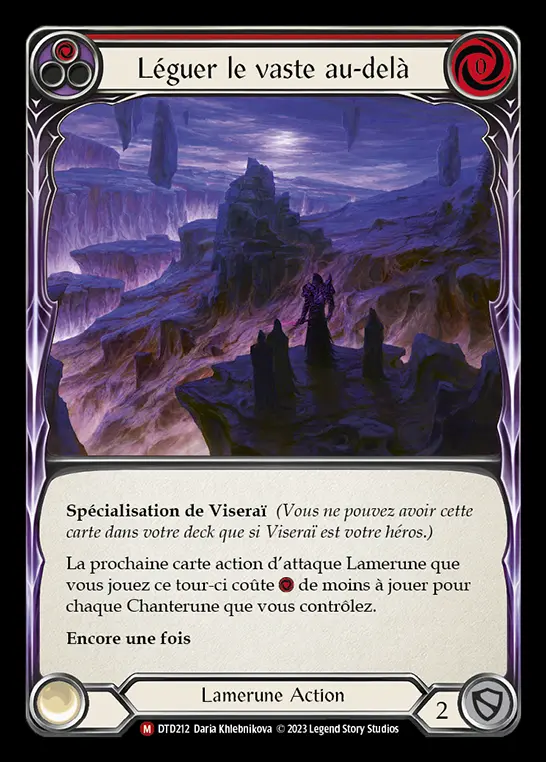 Léguer le vaste au-delà
0
Spécialisation de Viseraï (Vous ne pouvez avoir cette
carte dans votre deck que si Viseraï est votre héros.)
La prochaine carte action d'attaque Lamerune que
vous jouez ce tour-ci coûte de moins à jouer pour
chaque Chanterune que vous contrôlez.
Encore une fois
Lamerune Action
2
M DTD212 Daria Khlebnikova © 2023 Legend Story Studios